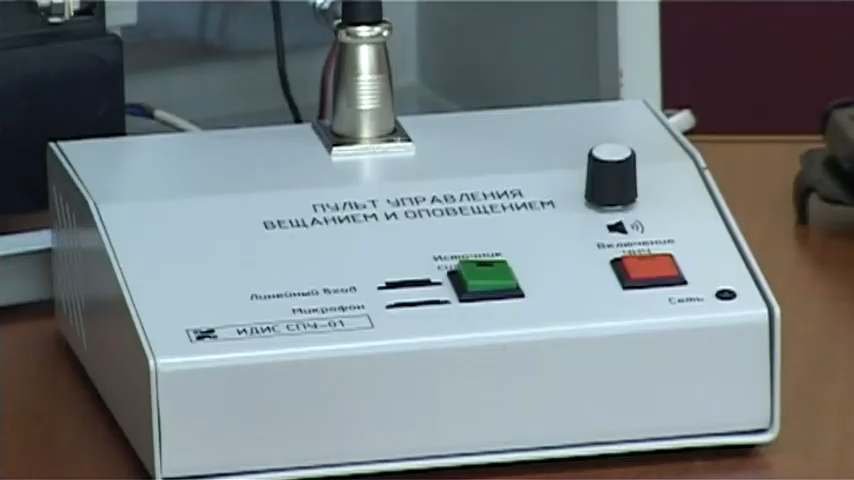 ПУЛЬТ УПРАВЛЕНИЯ
ВЕЩАНИЕМ И ОПОВЕЩЕНИЕМ
Источник
Включение
Линейный Вход
Микрофон
Сеть
ИДИС СПУ-01